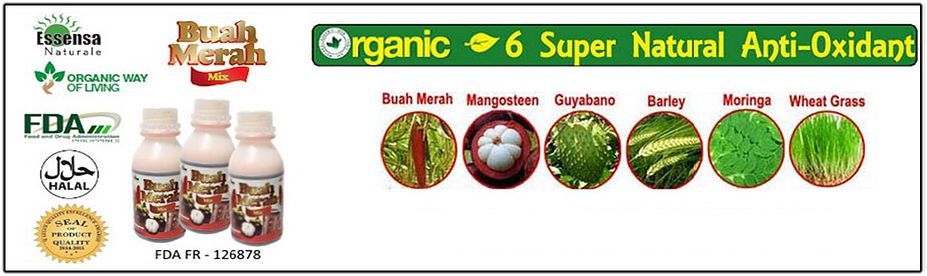 Essensa
Naturale
ORGANIC WAY
OF LIVING
FDA
Food and Drug Administration
PHILIPPINES
حلال
HALAL
SEAL
OF
PRODUCT
QUALITY
2014-2015
Buah
Merah
Mix
Buah
Merah
Mix
FDA FR - 126878
Organic 6 Super Natural Anti-Oxidant
Buah Merah
Mangosteen
Guyabano
Barley
Moringa
Wheat Grass